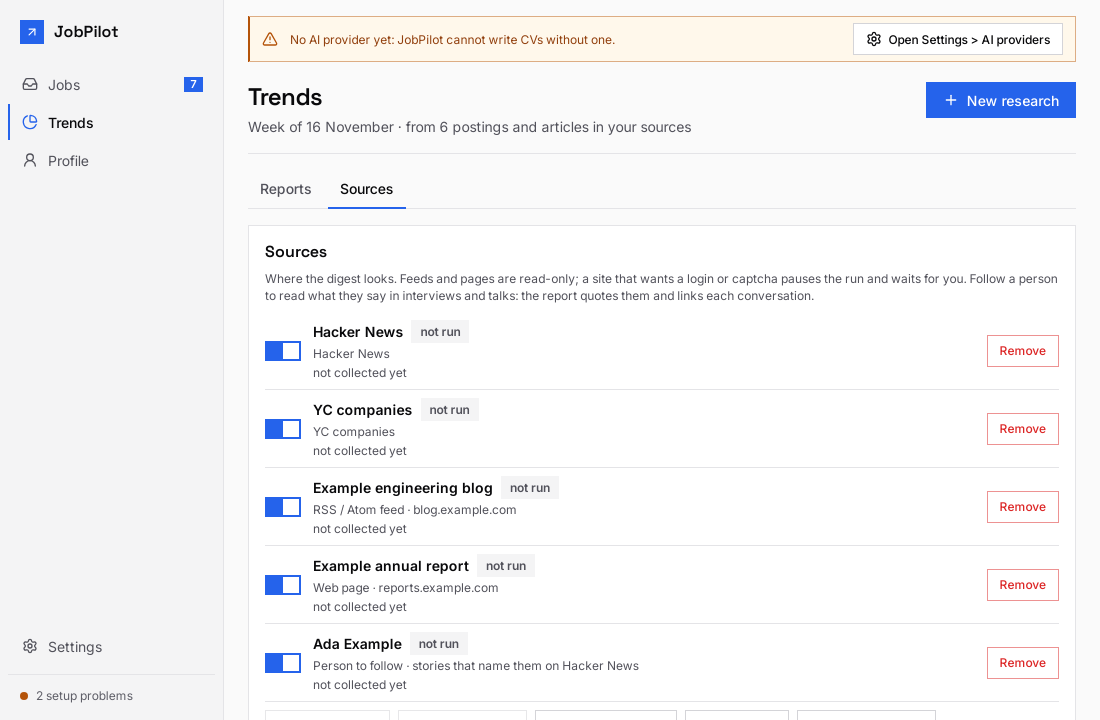 JobPilot
Jobs
7
Trends
Profile
Settings
2 setup problems
No AI provider yet: JobPilot cannot write CVs without one.
Open Settings > AI providers
Trends
Week of 16 November · from 6 postings and articles in your sources
New research
Reports
Sources
Sources
Where the digest looks. Feeds and pages are read-only; a site that wants a login or captcha pauses the run and waits for you. Follow a person
to read what they say in interviews and talks: the report quotes them and links each conversation.
Hacker News not run
Hacker News
not collected yet
Remove
YC companies not run
YC companies
not collected yet
Remove
Example engineering blog not run
RSS / Atom feed · blog.example.com
not collected yet
Remove
Example annual report not run
Web page · reports.example.com
not collected yet
Remove
Ada Example not run
Person to follow · stories that name them on Hacker News
not collected yet
Remove